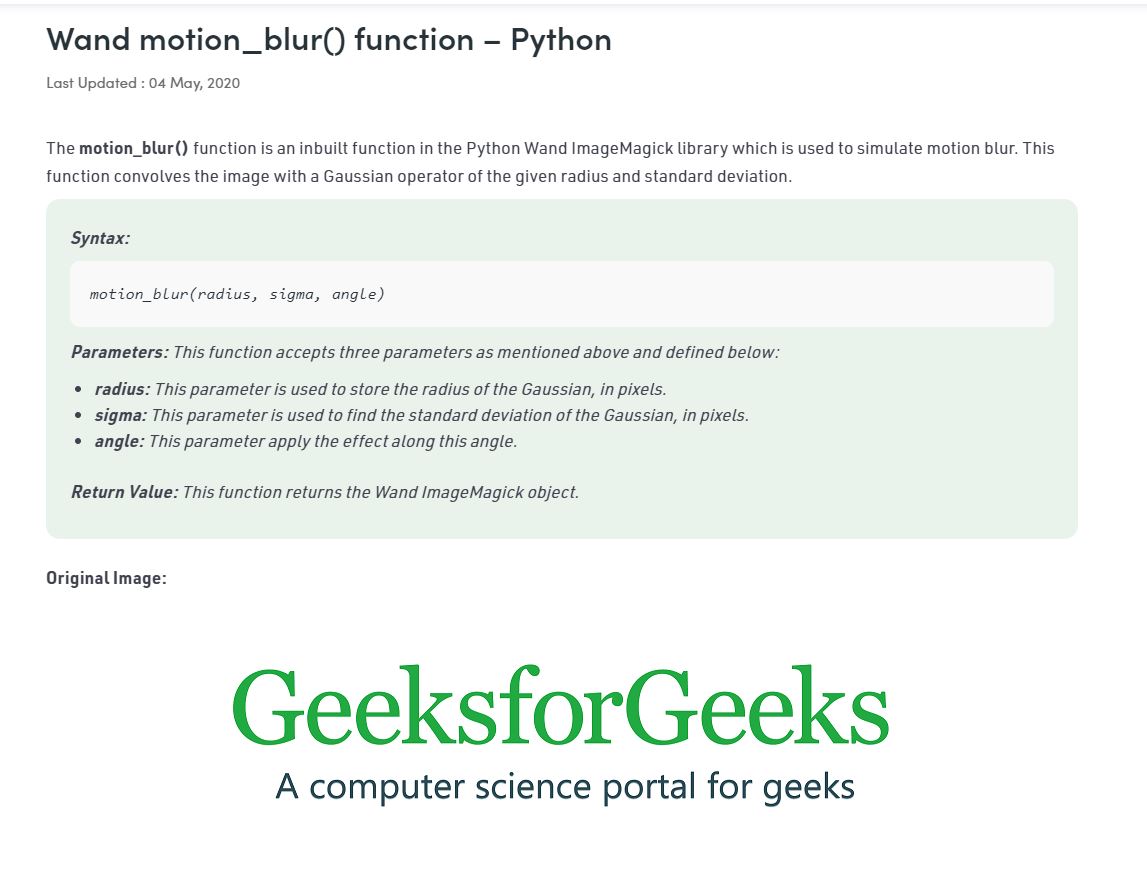 Wand motion_blur() function – Python
Last Updated : 04 May, 2020
The motion_blur() function is an inbuilt function in the Python Wand ImageMagick library which is used to simulate motion blur. This
function convolves the image with a Gaussian operator of the given radius and standard deviation.
Syntax:
motion_blur(radius, sigma, angle)
Parameters: This function accepts three parameters as mentioned above and defined below:
• radius: This parameter is used to store the radius of the Gaussian, in pixels.
• sigma: This parameter is used to find the standard deviation of the Gaussian, in pixels.
• angle: This parameter apply the effect along this angle.
Return Value: This function returns the Wand ImageMagick object.
Original Image:
GeeksforGeeks
A computer science portal for geeks